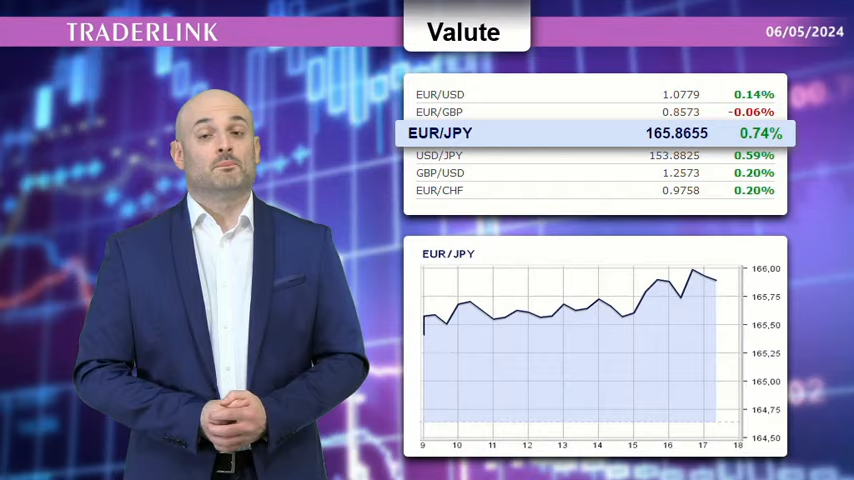 TRADERLINK
Valute
06/05/2024
EUR/USD 1.0779 0.14%
EUR/GBP 0.8573 -0.06%
EUR/JPY 165.8655 0.74%
USD/JPY 153.8825 0.59%
GBP/USD 1.2573 0.20%
EUR/CHF 0.9758 0.20%
EUR/JPY
166,00
165,75
165,50
165,25
165,00
164,75
164,50
9 10 11 12 13 14 15 16 17 18